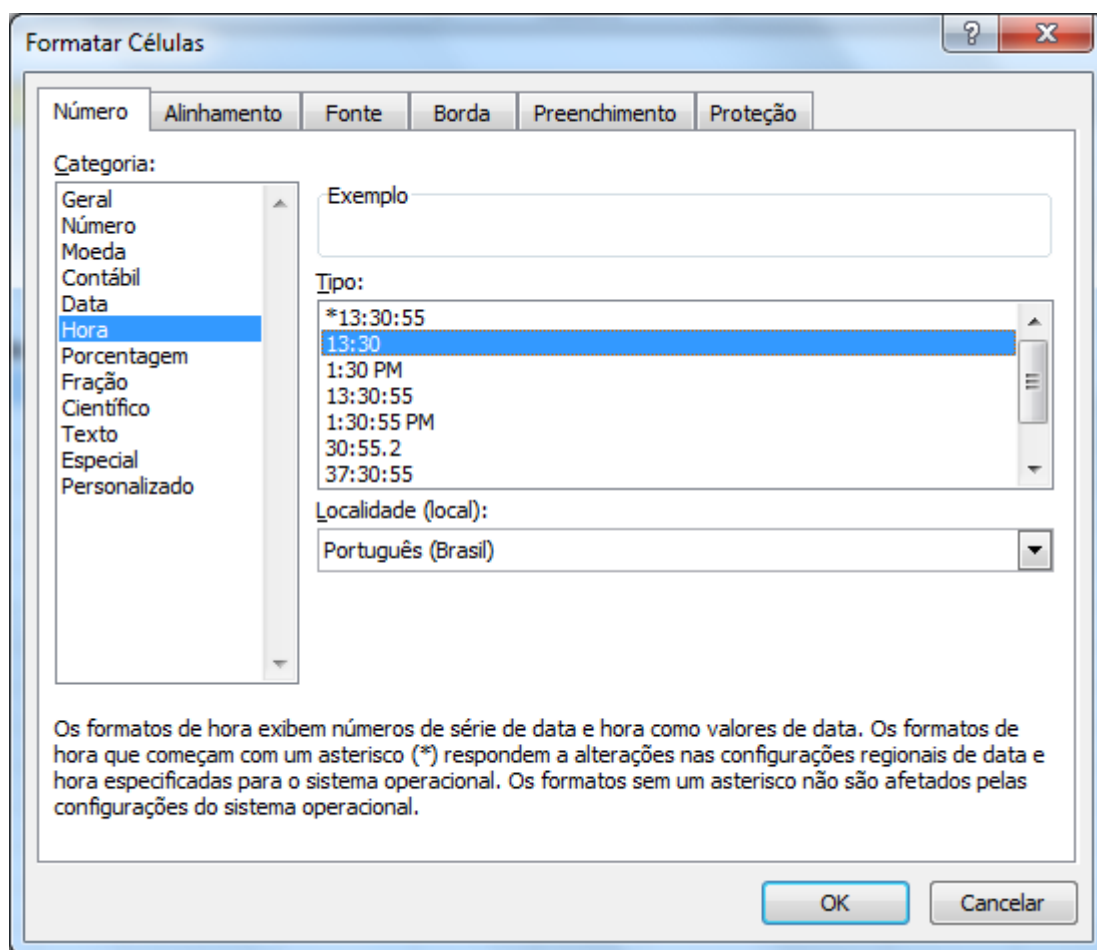 Formatar Células
Número Alinhamento Fonte Borda Preenchimento Proteção
Categoria:
Geral
Número
Moeda
Contábil
Data
Hora
Porcentagem
Fração
Científico
Texto
Especial
Personalizado
Exemplo
Tipo:
*13:30:55
13:30
1:30 PM
13:30:55
1:30:55 PM
30:55.2
37:30:55
Localidade (local):
Português (Brasil)
Os formatos de hora exibem números de série de data e hora como valores de data. Os formatos de
hora que começam com um asterisco (*) respondem a alterações nas configurações regionais de data e
hora especificadas para o sistema operacional. Os formatos sem um asterisco não são afetados pelas
configurações do sistema operacional.
OK Cancelar